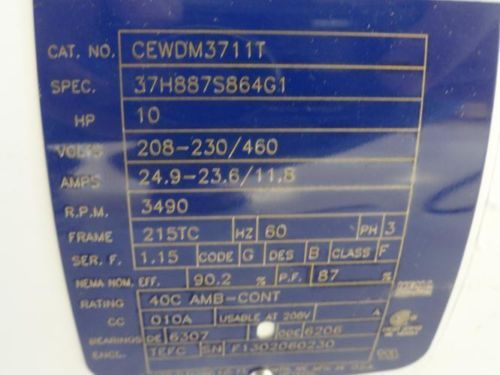 CAT. NO. CEWDM3711T
SPEC. 37H887S864G1
HP 10
VOLTS 208-230/460
AMPS 24.9-23.6/11.8
R.P.M. 3490
FRAME 215TC HZ 60 PH 3
SER. F. 1.15 CODE G DES B CLASS F
NEMA NOM. EFF. 90.2 % P.F. 87 %
RATING 40C AMB-CONT
CC 010A USABLE AT 208V A
BEARINGS DE 6307 ODE 6206
ENCL. TEFC SN F1302060230